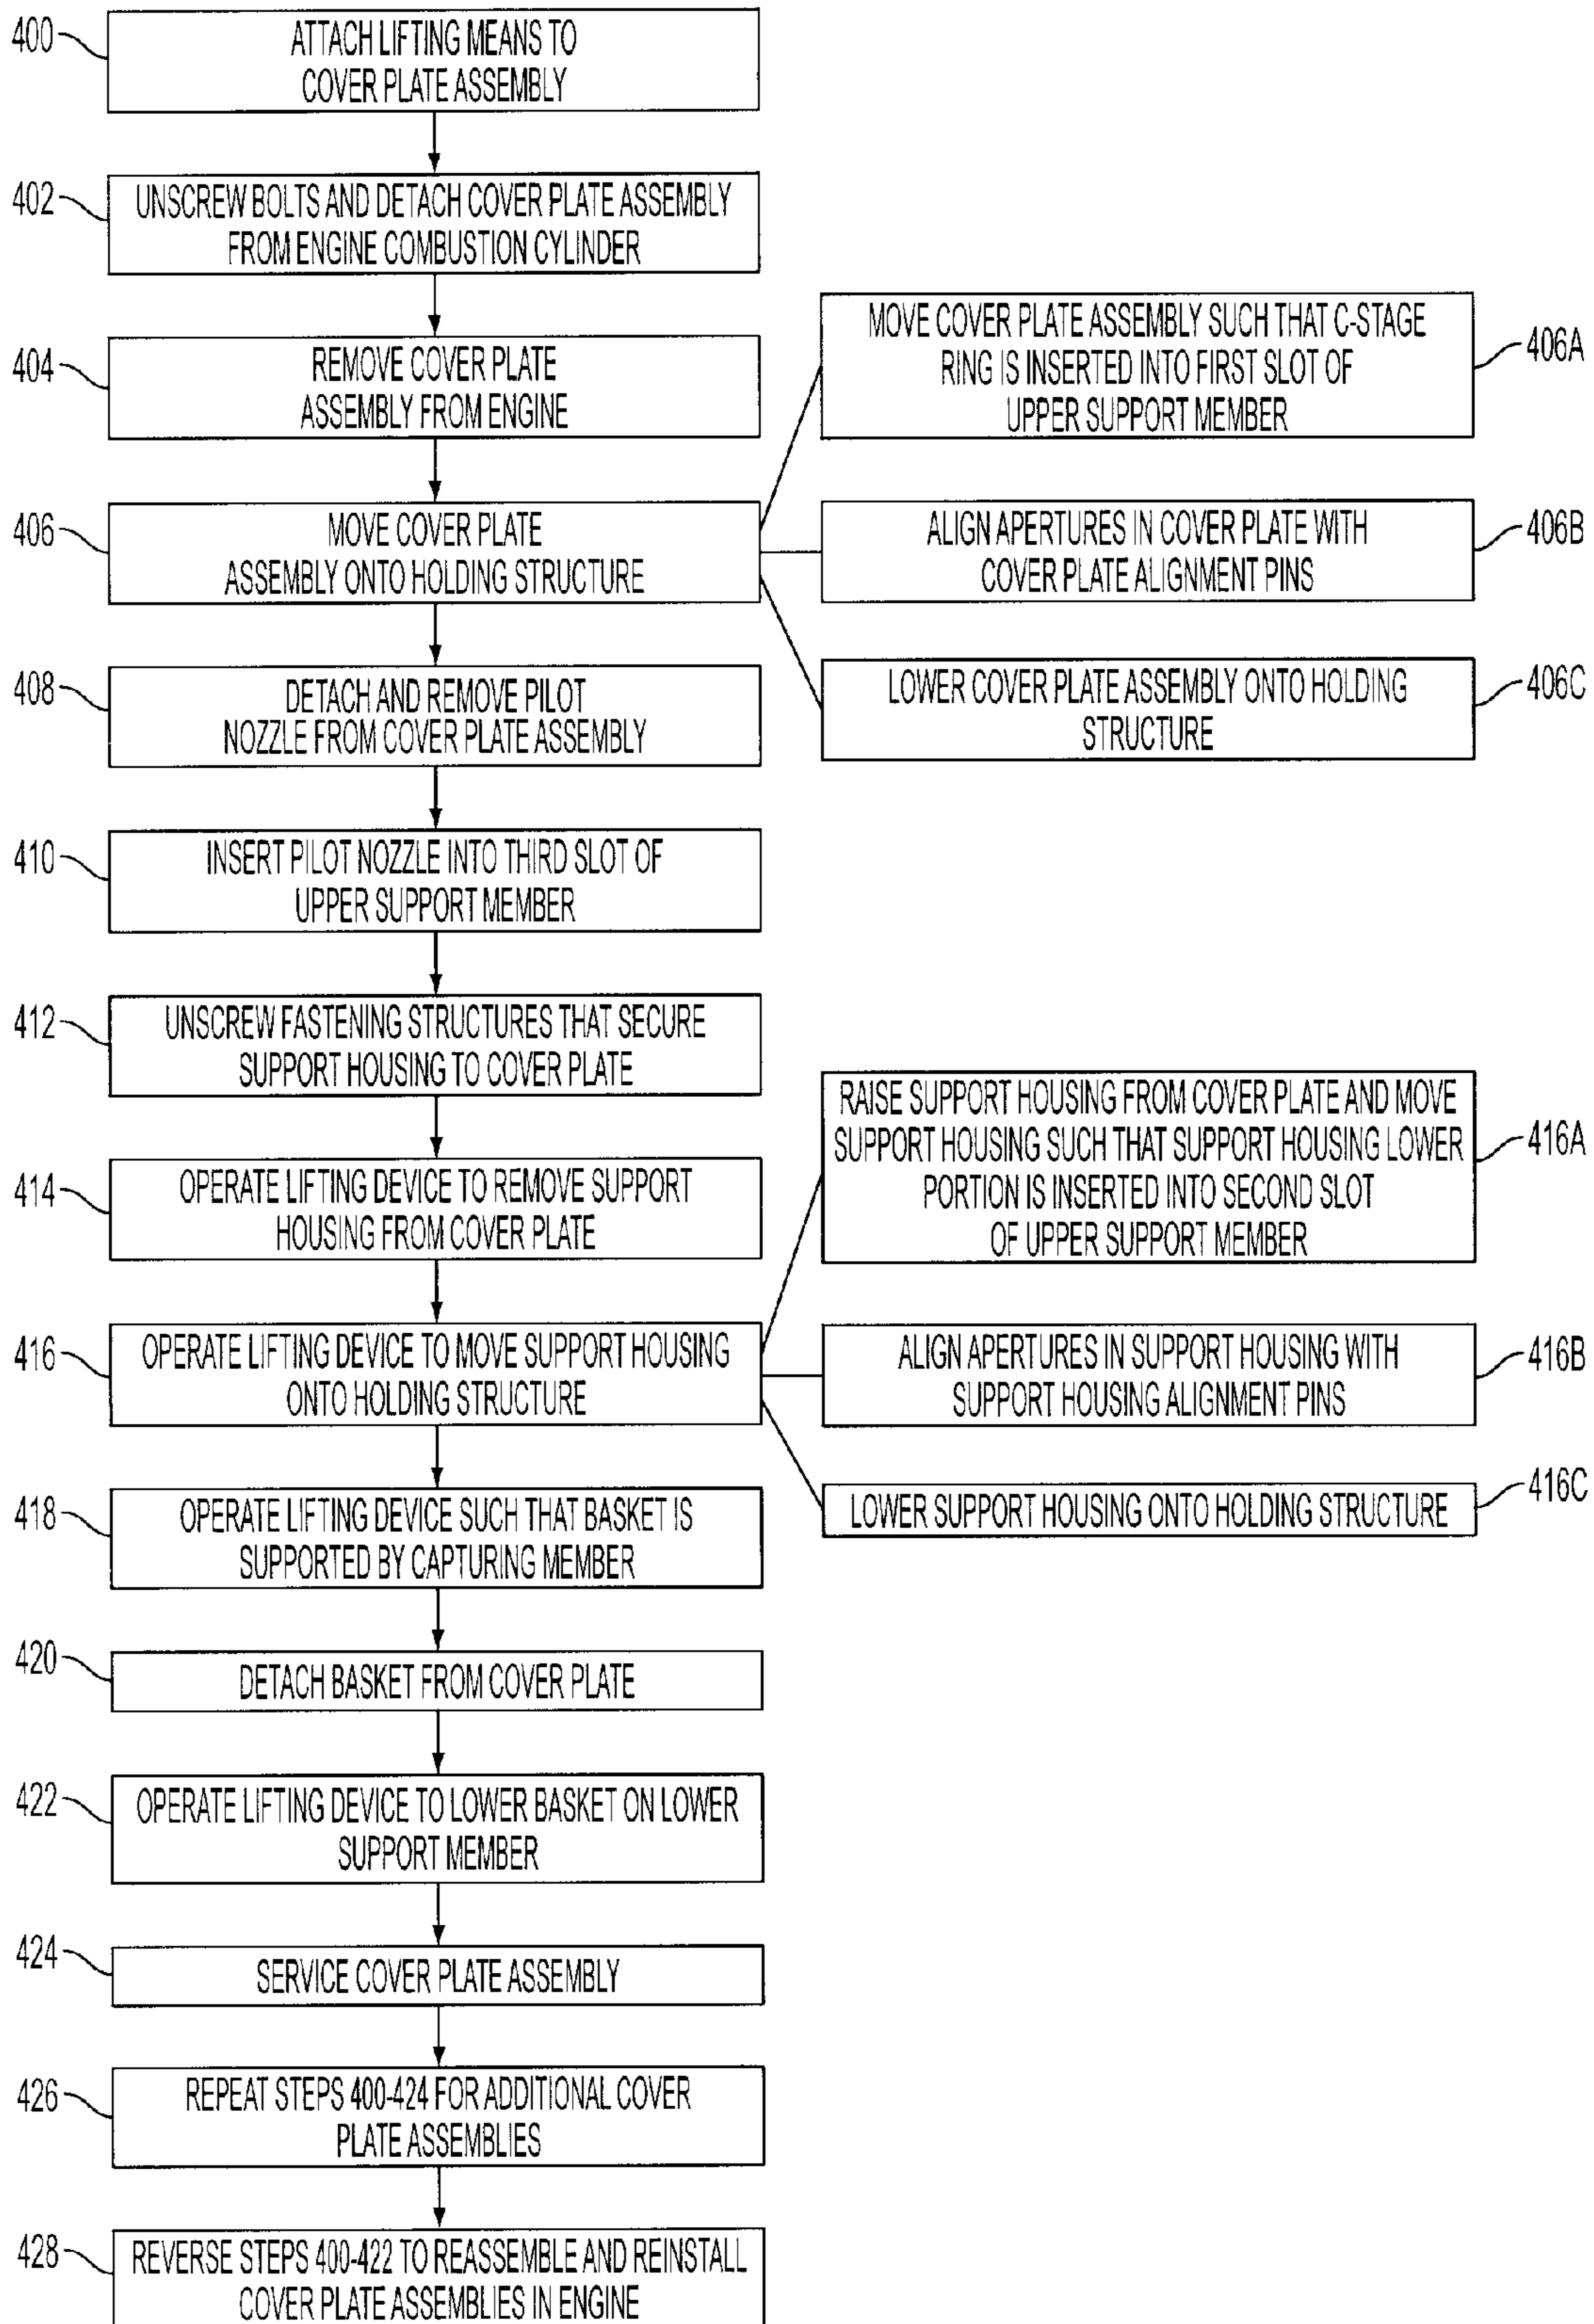 400
ATTACH LIFTING MEANS TO
COVER PLATE ASSEMBLY
402
UNSCREW BOLTS AND DETACH COVER PLATE ASSEMBLY
FROM ENGINE COMBUSTION CYLINDER
404
REMOVE COVER PLATE
ASSEMBLY FROM ENGINE
406
MOVE COVER PLATE
ASSEMBLY ONTO HOLDING STRUCTURE
MOVE COVER PLATE ASSEMBLY SUCH THAT C-STAGE
RING IS INSERTED INTO FIRST SLOT OF
UPPER SUPPORT MEMBER
406A
ALIGN APERTURES IN COVER PLATE WITH
COVER PLATE ALIGNMENT PINS
406B
LOWER COVER PLATE ASSEMBLY ONTO HOLDING
STRUCTURE
406C
408
DETACH AND REMOVE PILOT
NOZZLE FROM COVER PLATE ASSEMBLY
410
INSERT PILOT NOZZLE INTO THIRD SLOT OF
UPPER SUPPORT MEMBER
412
UNSCREW FASTENING STRUCTURES THAT SECURE
SUPPORT HOUSING TO COVER PLATE
414
OPERATE LIFTING DEVICE TO REMOVE SUPPORT
HOUSING FROM COVER PLATE
416
OPERATE LIFTING DEVICE TO MOVE SUPPORT HOUSING
ONTO HOLDING STRUCTURE
RAISE SUPPORT HOUSING FROM COVER PLATE AND MOVE
SUPPORT HOUSING SUCH THAT SUPPORT HOUSING LOWER
PORTION IS INSERTED INTO SECOND SLOT
OF UPPER SUPPORT MEMBER
416A
ALIGN APERTURES IN SUPPORT HOUSING WITH
SUPPORT HOUSING ALIGNMENT PINS
416B
LOWER SUPPORT HOUSING ONTO HOLDING STRUCTURE
416C
418
OPERATE LIFTING DEVICE SUCH THAT BASKET IS
SUPPORTED BY CAPTURING MEMBER
420
DETACH BASKET FROM COVER PLATE
422
OPERATE LIFTING DEVICE TO LOWER BASKET ON LOWER
SUPPORT MEMBER
424
SERVICE COVER PLATE ASSEMBLY
426
REPEAT STEPS 400-424 FOR ADDITIONAL COVER
PLATE ASSEMBLIES
428
REVERSE STEPS 400-422 TO REASSEMBLE AND REINSTALL
COVER PLATE ASSEMBLIES IN ENGINE